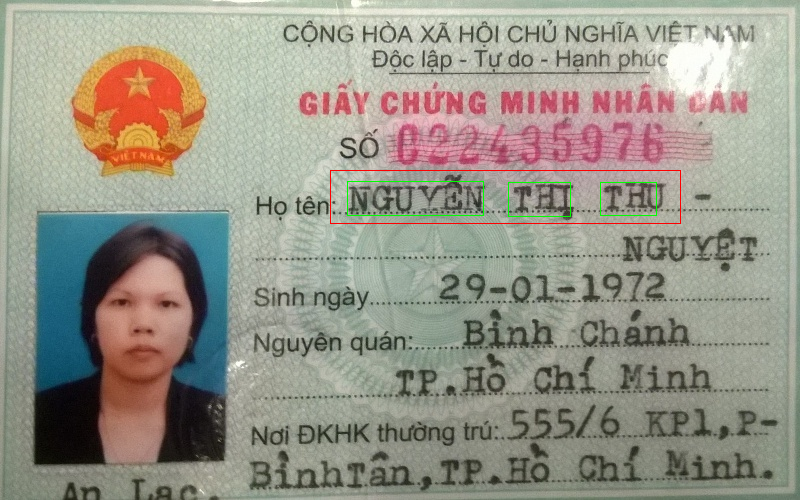 CỘNG HÒA XÃ HỘI CHỦ NGHĨA VIỆT NAM
Độc lập - Tự do - Hạnh phúc
GIẤY CHỨNG MINH NHÂN DÂN
SỐ 022435976
VIỆT NAM
Họ tên: NGUYỄN THỊ THU -
NGUYỆT
Sinh ngày 29-01-1972
Nguyên quán: Bình Chánh
TP.Hồ Chí Minh
Nơi ĐKHK thường trú: 555/6 KP1,P-
An Lạc. BìnhTân,TP.Hồ Chí Minh.